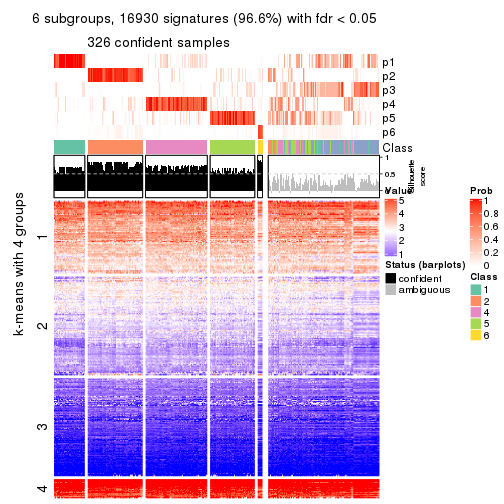 6 subgroups, 16930 signatures (96.6%) with fdr < 0.05
326 confident samples
p1
p2
p3
p4
p5
p6
Class
1
0.5
0
Silhouette
score
k-means with 4 groups
1
2
3
4
Value
5
4
3
2
1
Status (barplots)
confident
ambiguous
Prob
1
0.8
0.6
0.4
0.2
0
Class
1
2
4
5
6